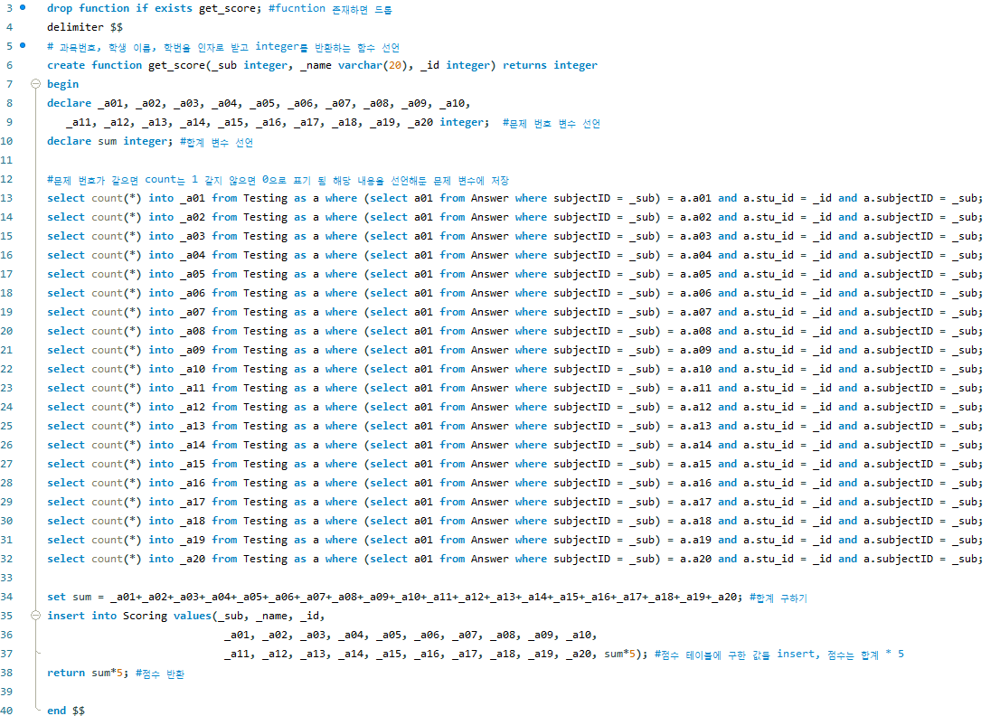 3 drop function if exists get_score; #fucntion 존재하면 드롭
4 delimiter $$
5 # 과목번호, 학생 이름, 학번을 인자로 받고 integer를 반환하는 함수 선언
6 create function get_score(_sub integer, _name varchar(20), _id integer) returns integer
7 begin
8 declare _a01, _a02, _a03, _a04, _a05, _a06, _a07, _a08, _a09, _a10,
9 _a11, _a12, _a13, _a14, _a15, _a16, _a17, _a18, _a19, _a20 integer; #문제 번호 변수 선언
10 declare sum integer; #합계 변수 선언
11
12 #문제 번호가 같으면 count는 1 같지 않으면 0으로 표기 됨 해당 내용을 선언해둔 문제 변수에 저장
13 select count(*) into _a01 from Testing as a where (select a01 from Answer where subjectID = _sub) = a.a01 and a.stu_id = _id and a.subjectID = _sub;
14 select count(*) into _a02 from Testing as a where (select a01 from Answer where subjectID = _sub) = a.a02 and a.stu_id = _id and a.subjectID = _sub;
15 select count(*) into _a03 from Testing as a where (select a01 from Answer where subjectID = _sub) = a.a03 and a.stu_id = _id and a.subjectID = _sub;
16 select count(*) into _a04 from Testing as a where (select a01 from Answer where subjectID = _sub) = a.a04 and a.stu_id = _id and a.subjectID = _sub;
17 select count(*) into _a05 from Testing as a where (select a01 from Answer where subjectID = _sub) = a.a05 and a.stu_id = _id and a.subjectID = _sub;
18 select count(*) into _a06 from Testing as a where (select a01 from Answer where subjectID = _sub) = a.a06 and a.stu_id = _id and a.subjectID = _sub;
19 select count(*) into _a07 from Testing as a where (select a01 from Answer where subjectID = _sub) = a.a07 and a.stu_id = _id and a.subjectID = _sub;
20 select count(*) into _a08 from Testing as a where (select a01 from Answer where subjectID = _sub) = a.a08 and a.stu_id = _id and a.subjectID = _sub;
21 select count(*) into _a09 from Testing as a where (select a01 from Answer where subjectID = _sub) = a.a09 and a.stu_id = _id and a.subjectID = _sub;
22 select count(*) into _a10 from Testing as a where (select a01 from Answer where subjectID = _sub) = a.a10 and a.stu_id = _id and a.subjectID = _sub;
23 select count(*) into _a11 from Testing as a where (select a01 from Answer where subjectID = _sub) = a.a11 and a.stu_id = _id and a.subjectID = _sub;
24 select count(*) into _a12 from Testing as a where (select a01 from Answer where subjectID = _sub) = a.a12 and a.stu_id = _id and a.subjectID = _sub;
25 select count(*) into _a13 from Testing as a where (select a01 from Answer where subjectID = _sub) = a.a13 and a.stu_id = _id and a.subjectID = _sub;
26 select count(*) into _a14 from Testing as a where (select a01 from Answer where subjectID = _sub) = a.a14 and a.stu_id = _id and a.subjectID = _sub;
27 select count(*) into _a15 from Testing as a where (select a01 from Answer where subjectID = _sub) = a.a15 and a.stu_id = _id and a.subjectID = _sub;
28 select count(*) into _a16 from Testing as a where (select a01 from Answer where subjectID = _sub) = a.a16 and a.stu_id = _id and a.subjectID = _sub;
29 select count(*) into _a17 from Testing as a where (select a01 from Answer where subjectID = _sub) = a.a17 and a.stu_id = _id and a.subjectID = _sub;
30 select count(*) into _a18 from Testing as a where (select a01 from Answer where subjectID = _sub) = a.a18 and a.stu_id = _id and a.subjectID = _sub;
31 select count(*) into _a19 from Testing as a where (select a01 from Answer where subjectID = _sub) = a.a19 and a.stu_id = _id and a.subjectID = _sub;
32 select count(*) into _a20 from Testing as a where (select a01 from Answer where subjectID = _sub) = a.a20 and a.stu_id = _id and a.subjectID = _sub;
33
34 set sum = _a01+_a02+_a03+_a04+_a05+_a06+_a07+_a08+_a09+_a10+_a11+_a12+_a13+_a14+_a15+_a16+_a17+_a18+_a19+_a20; #합계 구하기
35 insert into Scoring values(_sub, _name, _id,
36 _a01, _a02, _a03, _a04, _a05, _a06, _a07, _a08, _a09, _a10,
37 _a11, _a12, _a13, _a14, _a15, _a16, _a17, _a18, _a19, _a20, sum*5); #점수 테이블에 구한 값들 insert, 점수는 합계 * 5
38 return sum*5; #점수 반환
39
40 end $$